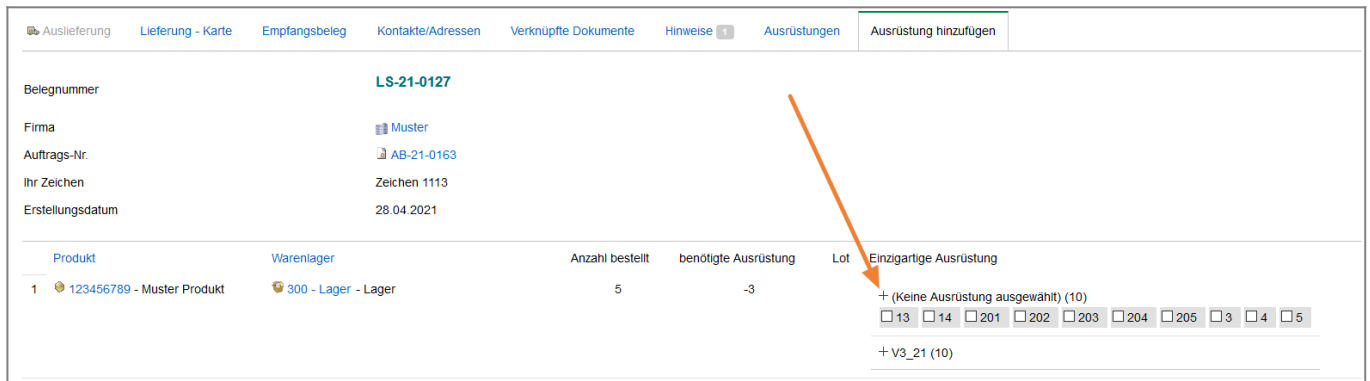 Auslieferung Lieferung - Karte Empfangsbeleg Kontakte/Adressen Verknüpfte Dokumente Hinweise 1 Ausrüstungen Ausrüstung hinzufügen
Belegnummer LS-21-0127
Firma Muster
Auftrags-Nr. AB-21-0163
Ihr Zeichen Zeichen 1113
Erstellungsdatum 28.04.2021
Produkt Warenlager Anzahl bestellt benötigte Ausrüstung Lot Einzigartige Ausrüstung
1 123456789 - Muster Produkt 300 - Lager - Lager 5 -3
+ (Keine Ausrüstung ausgewählt) (10)
13 14 201 202 203 204 205 3 4 5
+ V3_21 (10)